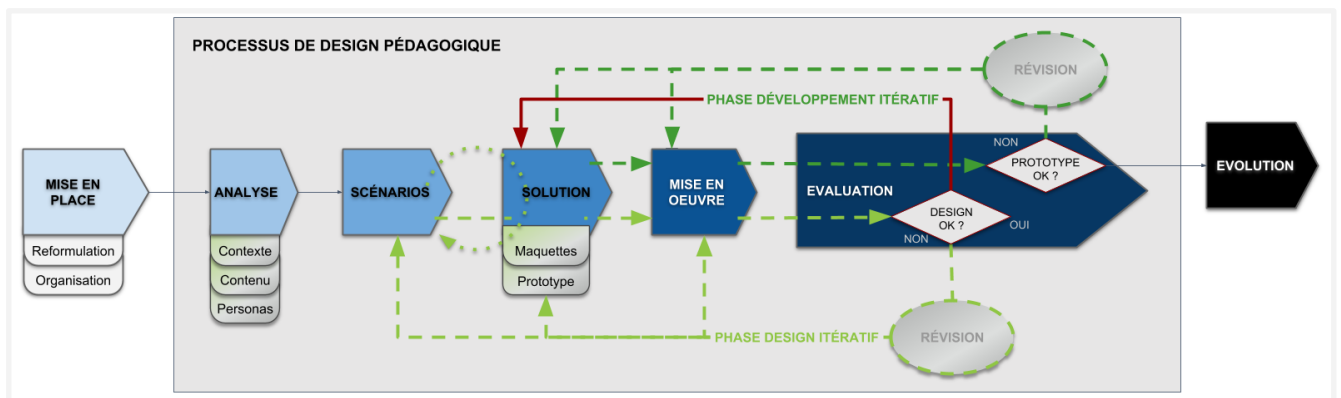 PROCESSUS DE DESIGN PÉDAGOGIQUE
RÉVISION
PHASE DÉVELOPPEMENT ITÉRATIF
MISE EN
PLACE
Reformulation
Organisation
ANALYSE
Contexte
Contenu
Personas
SCÉNARIOS
SOLUTION
Maquettes
Prototype
MISE EN
OEUVRE
EVALUATION
NON
PROTOTYPE
OK ?
DESIGN
OK ?
OUI
NON
EVOLUTION
PHASE DESIGN ITÉRATIF
RÉVISION